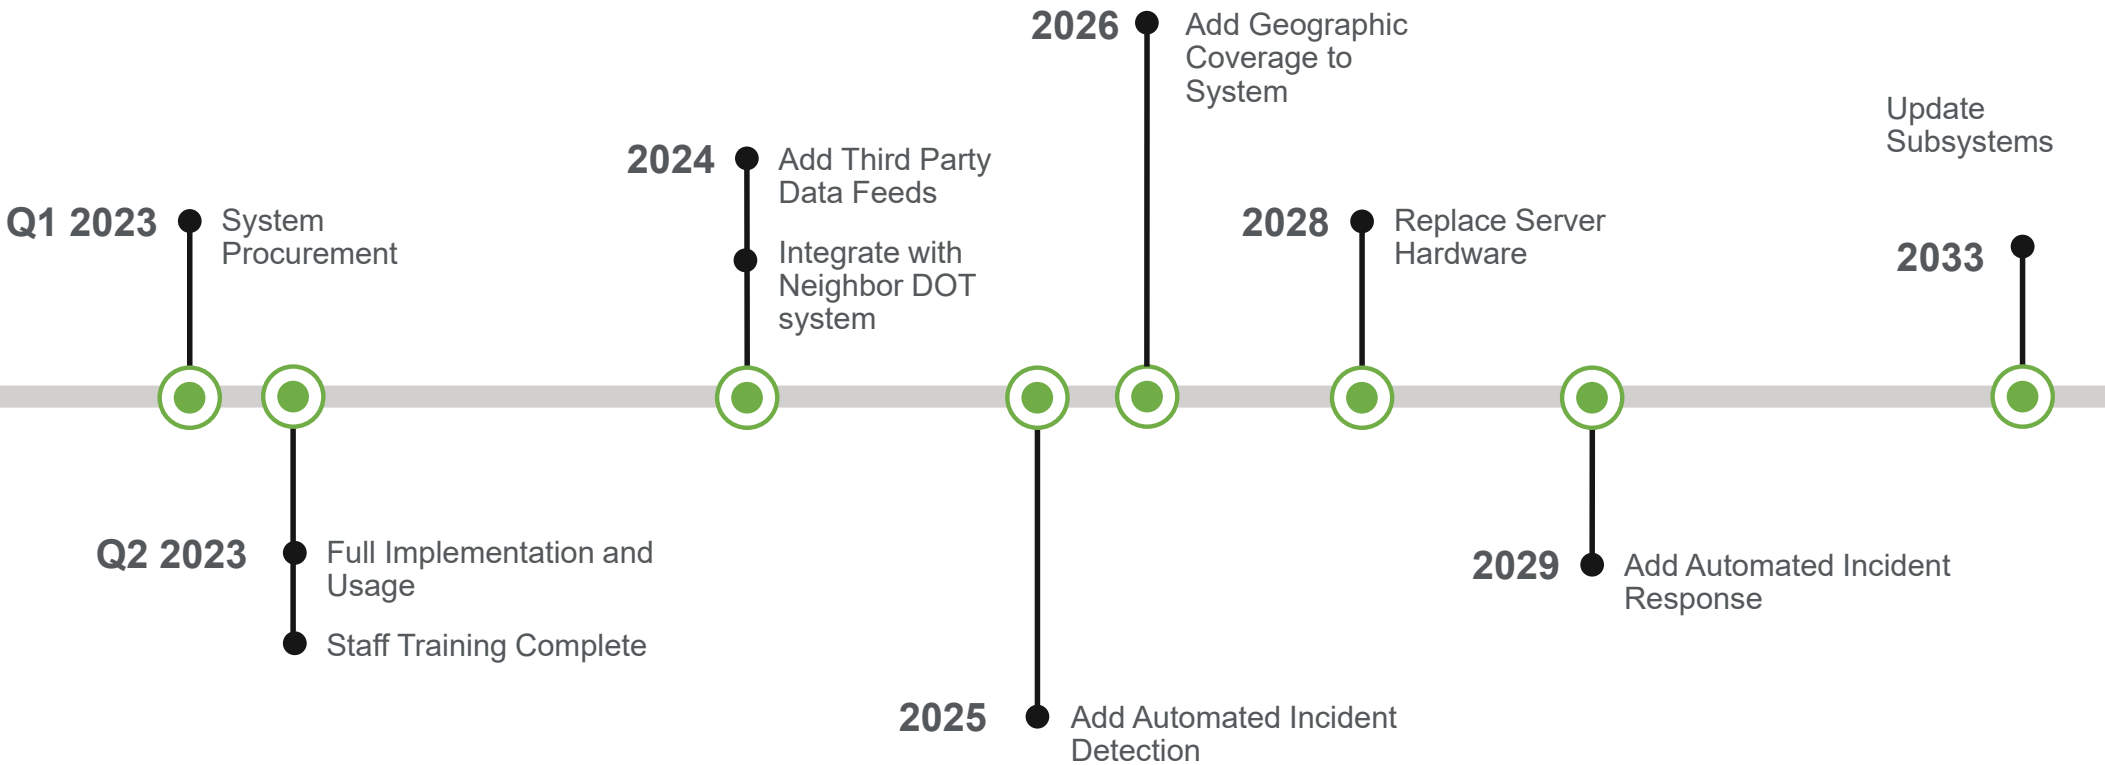 Q1 2023
System
Procurement
Q2 2023
Full Implementation and
Usage
Staff Training Complete
2024
Add Third Party
Data Feeds
Integrate with
Neighbor DOT
system
2025
Add Automated Incident
Detection
2026
Add Geographic
Coverage to
System
2028
Replace Server
Hardware
2029
Add Automated Incident
Response
2033
Update
Subsystems